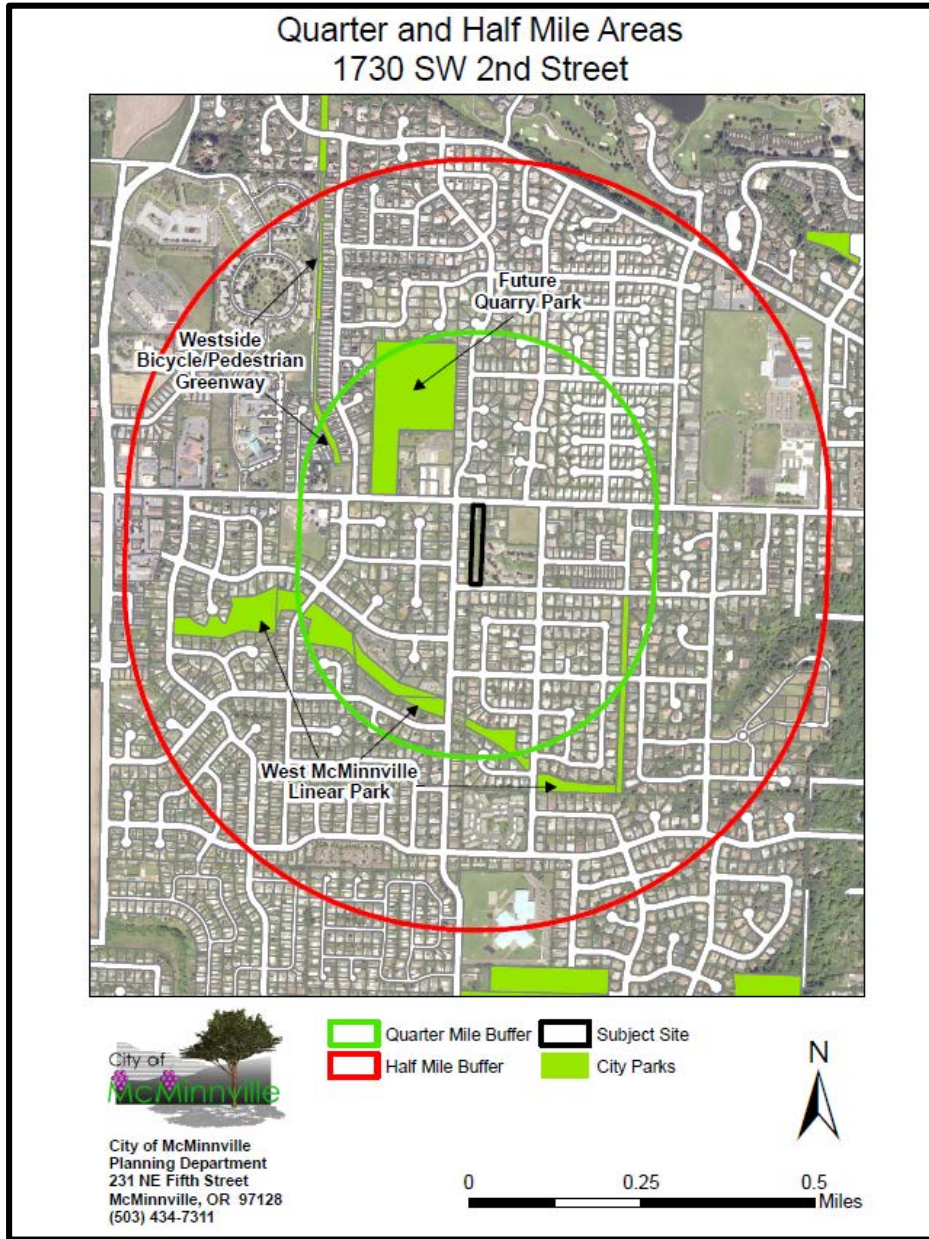 Quarter and Half Mile Areas
1730 SW 2nd Street
Future
Quarry Park
Westside
Bicycle/Pedestrian
Greenway
West McMinnville
Linear Park
City of
McMinnville
Quarter Mile Buffer
Half Mile Buffer
Subject Site
City Parks
N
City of McMinnville
Planning Department
231 NE Fifth Street
McMinnville, OR 97128
(503) 434-7311
0 0.25 0.5
Miles